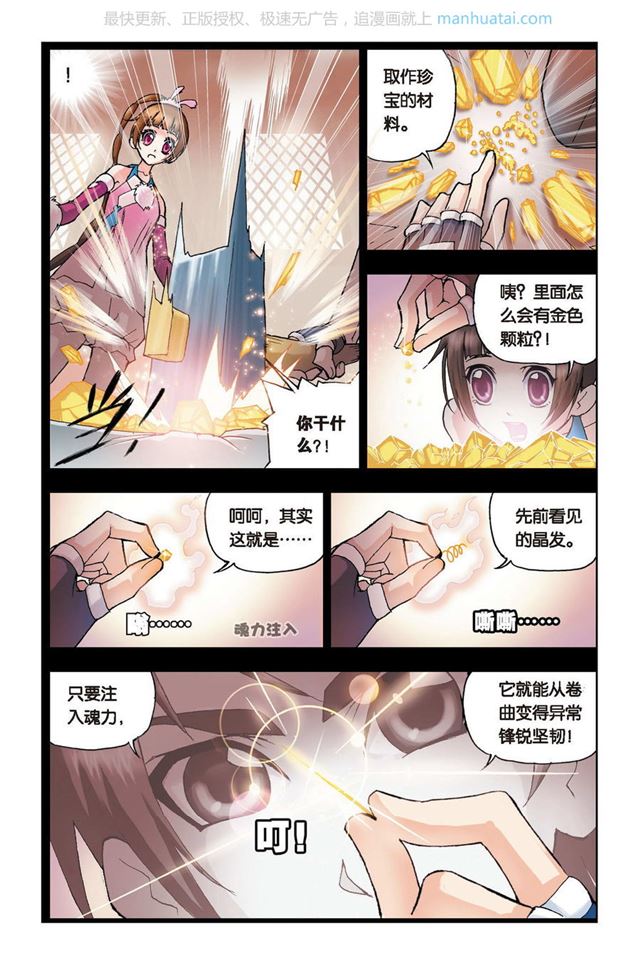 最快更新、正版授权、极速无广告，追漫画就上 manhuatai.com
！
你干什
么？！
取作珍
宝的材
料。
咦？里面怎
么会有金色
颗粒？！
呵呵，其实
这就是……
魂力注入
先前看见
的晶发。
嘶嘶……
只要注
入魂力，
叮！
它就能从卷
曲变得异常
锋锐坚韧！